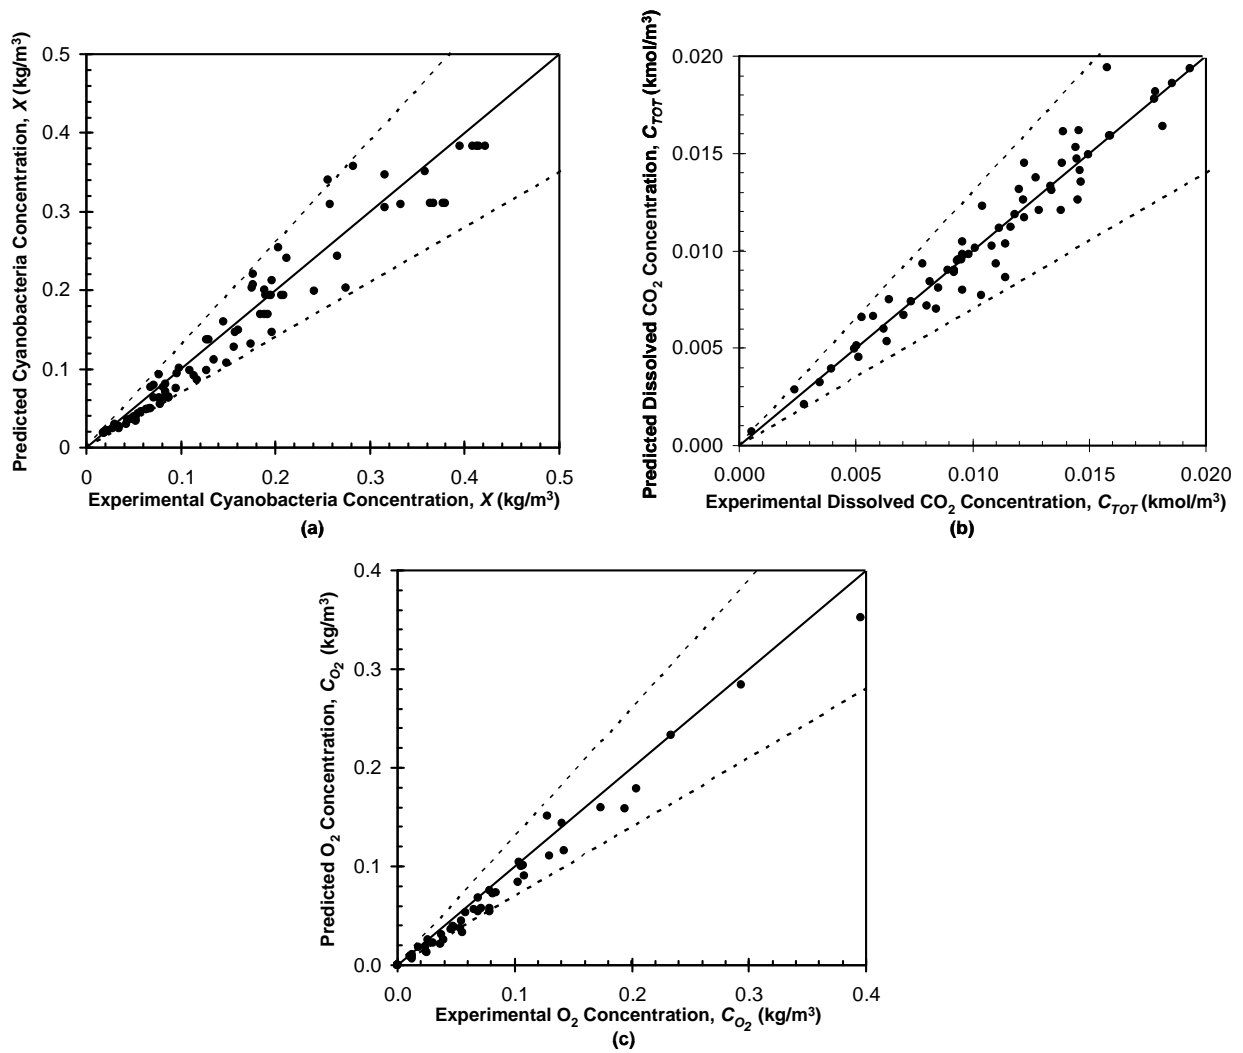 Predicted Cyanobacteria Concentration, X (kg/m³)
0.5
0.4
0.3
0.2
0.1
0
0 0.1 0.2 0.3 0.4 0.5
Experimental Cyanobacteria Concentration, X (kg/m³)
(a)
Predicted Dissolved CO₂ Concentration, C_TOT (kmol/m³)
0.020
0.015
0.010
0.005
0.000
0.000 0.005 0.010 0.015 0.020
Experimental Dissolved CO₂ Concentration, C_TOT (kmol/m³)
(b)
Predicted O₂ Concentration, C_O₂ (kg/m³)
0.4
0.3
0.2
0.1
0.0
0.0 0.1 0.2 0.3 0.4
Experimental O₂ Concentration, C_O₂ (kg/m³)
(c)